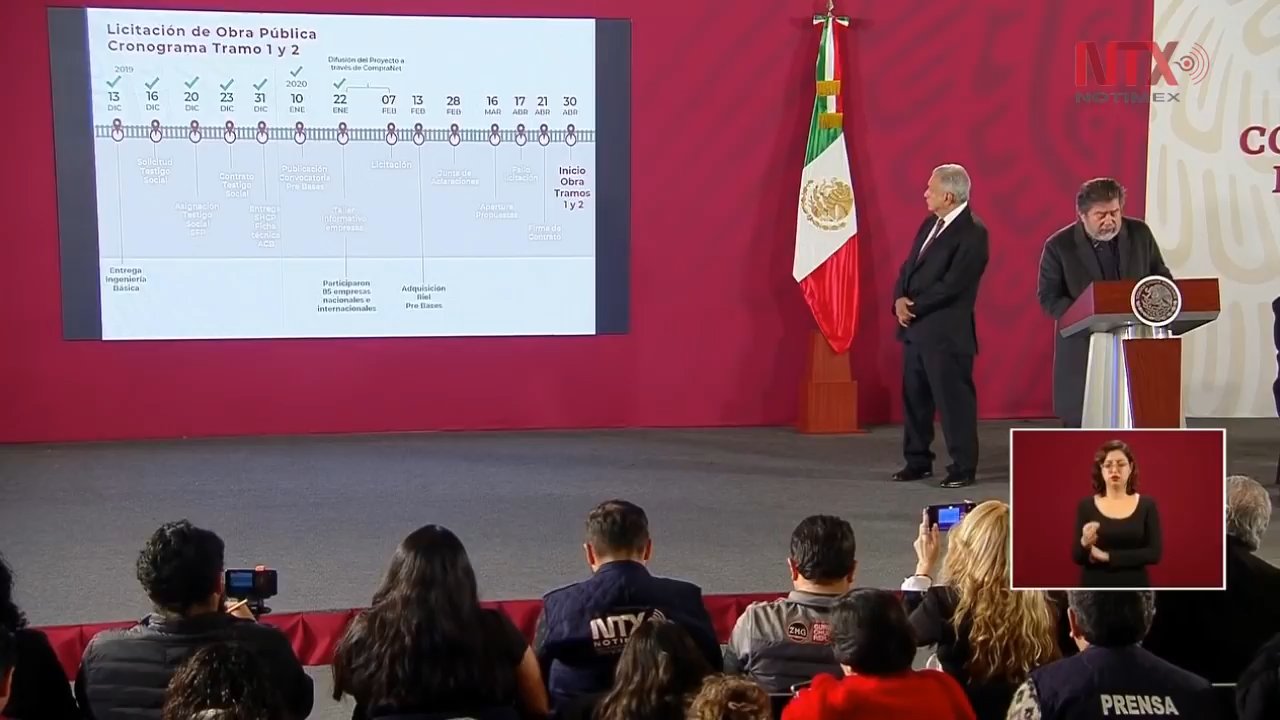 Licitación de Obra Pública
Cronograma Tramo 1 y 2
Difusión del Proyecto a
través de CompraNet
2019
2020
13 DIC
16 DIC
20 DIC
23 DIC
31 DIC
10 ENE
22 ENE
07 FEB
13 FEB
28 FEB
16 MAR
17 ABR
21 ABR
30 ABR
Solicitud
Testigo
Social
Asignación
Testigo
Social
SFP
Contrato
Testigo
Social
Entrega
SHCP
Ficha
técnica
ACB
Publicación
Convocatoria
Pre Bases
Taller
Informativo
empresas
Licitación
Junta de
Aclaraciones
Apertura
Propuestas
Fallo
Licitación
Firma de
Contrato
Inicio
Obra
Tramos
1 y 2
Entrega
Ingeniería
Básica
Participaron
85 empresas
nacionales e
internacionales
Adquisición
Riel
Pre Bases
NTX
NOTIMEX
CO
NTX
ZMG
PRENSA